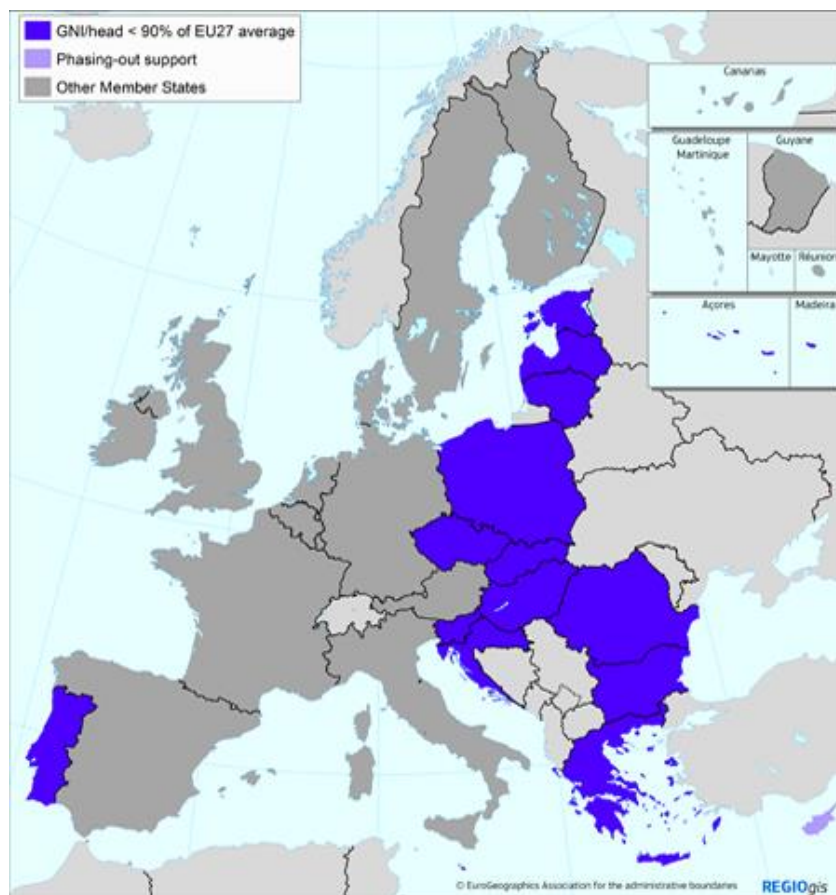 GNI/head < 90% of EU27 average
Phasing-out support
Other Member States
Canarias
Guadeloupe
Martinique
Guyane
Mayotte
Réunion
Açores
Madeira
© EuroGeographics Association for the administrative boundaries
REGIOgis